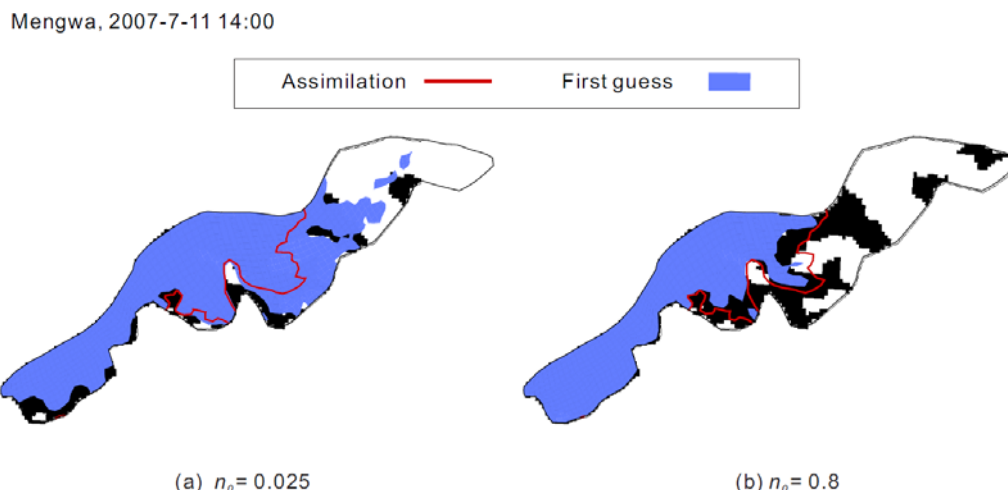 Mengwa, 2007-7-11 14:00
Assimilation First guess
(a) n₀= 0.025 (b) n₀= 0.8